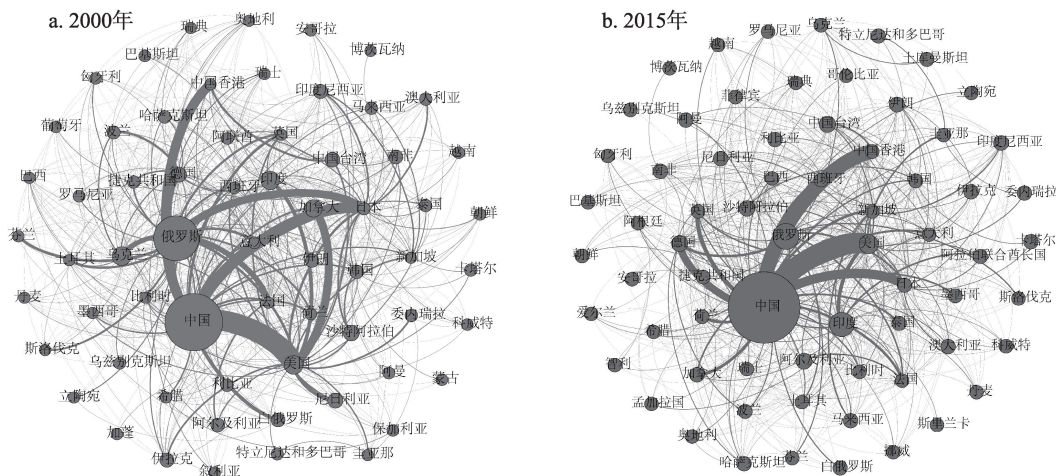 a. 2000年
奥地利
瑞典
安哥拉
博茨瓦纳
巴基斯坦
瑞士
匈牙利
中国香港
印度尼西亚
澳大利亚
马来西亚
哈萨克斯坦
葡萄牙
波兰
阿联酋
英国
中国台湾
南非
越南
巴西
捷克共和国
德国
西班牙
印度
罗马尼亚
加拿大
日本
泰国
朝鲜
芬兰
俄罗斯
意大利
土耳其
乌克兰
伊朗
韩国
新加坡
卡塔尔
丹麦
比利时
墨西哥
法国
荷兰
委内瑞拉
科威特
中国
沙特阿拉伯
斯洛伐克
乌兹别克斯坦
美国
阿曼
蒙古
立陶宛
希腊
利比亚
尼日利亚
加蓬
阿尔及利亚
白俄罗斯
保加利亚
伊拉克
特立尼达和多巴哥
圭亚那
叙利亚
b. 2015年
罗马尼亚
乌克兰
特立尼达和多巴哥
越南
土库曼斯坦
博茨瓦纳
瑞典
哥伦比亚
菲律宾
伊朗
立陶宛
乌兹别克斯坦
阿曼
中国台湾
利比亚
圭亚那
印度尼西亚
匈牙利
南非
尼日利亚
中国香港
巴西
西班牙
韩国
伊拉克
委内瑞拉
巴基斯坦
阿根廷
英国
沙特阿拉伯
新加坡
朝鲜
德国
俄罗斯
美国
意大利
卡塔尔
阿拉伯联合酋长国
安哥拉
捷克共和国
日本
墨西哥
斯洛伐克
爱尔兰
荷兰
中国
希腊
印度
泰国
澳大利亚
科威特
智利
加拿大
瑞士
阿尔及利亚
比利时
法国
丹麦
孟加拉国
波兰
土耳其
马来西亚
斯里兰卡
奥地利
哈萨克斯坦
芬兰
白俄罗斯
挪威